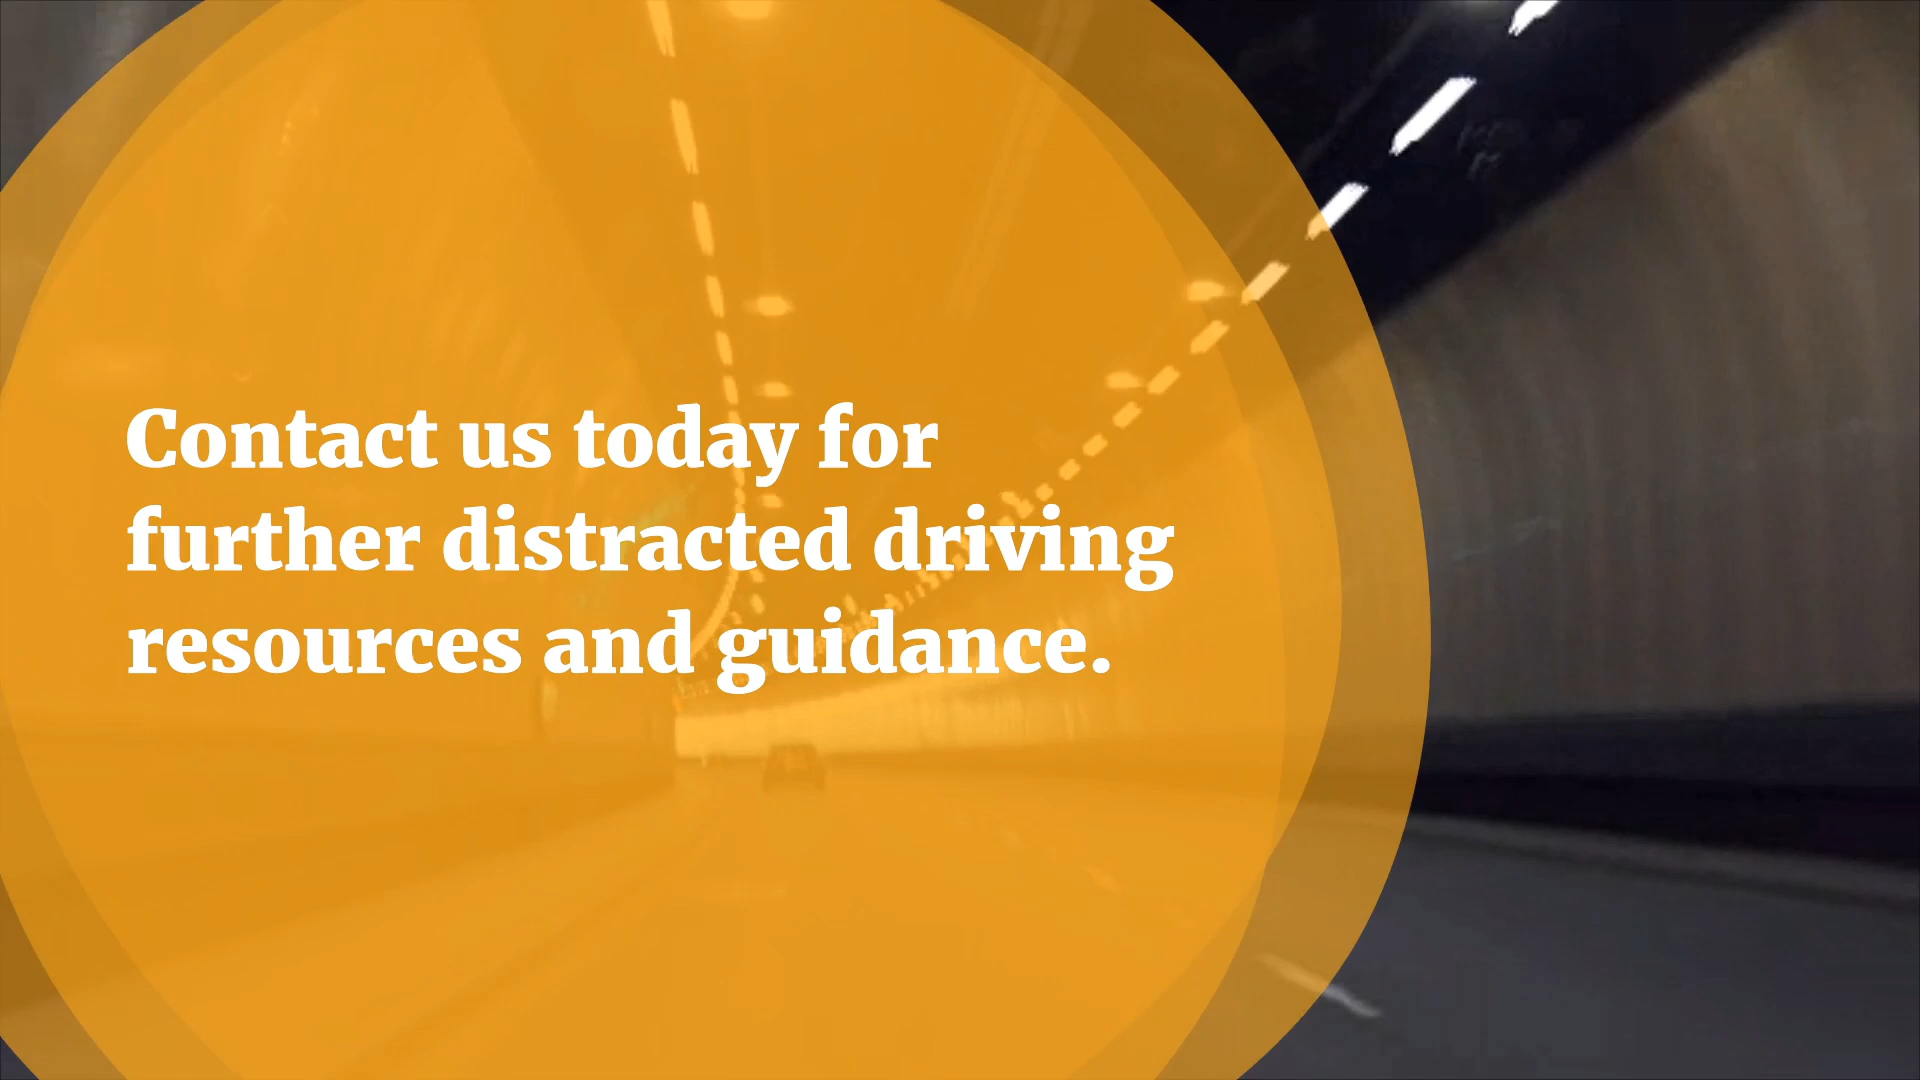 Contact us today for
further distracted driving
resources and guidance.